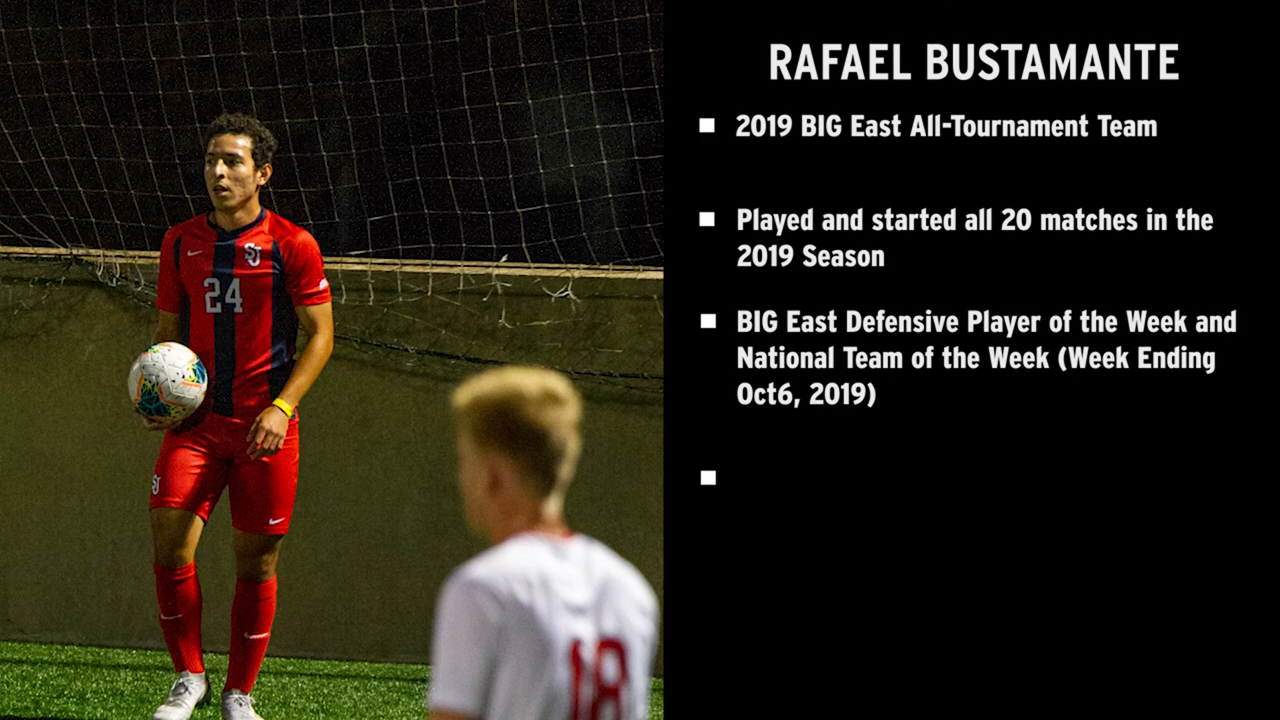 RAFAEL BUSTAMANTE
2019 BIG East All-Tournament Team
Played and started all 20 matches in the
2019 Season
BIG East Defensive Player of the Week and
National Team of the Week (Week Ending
Oct6, 2019)
SJ
24
SJ
18